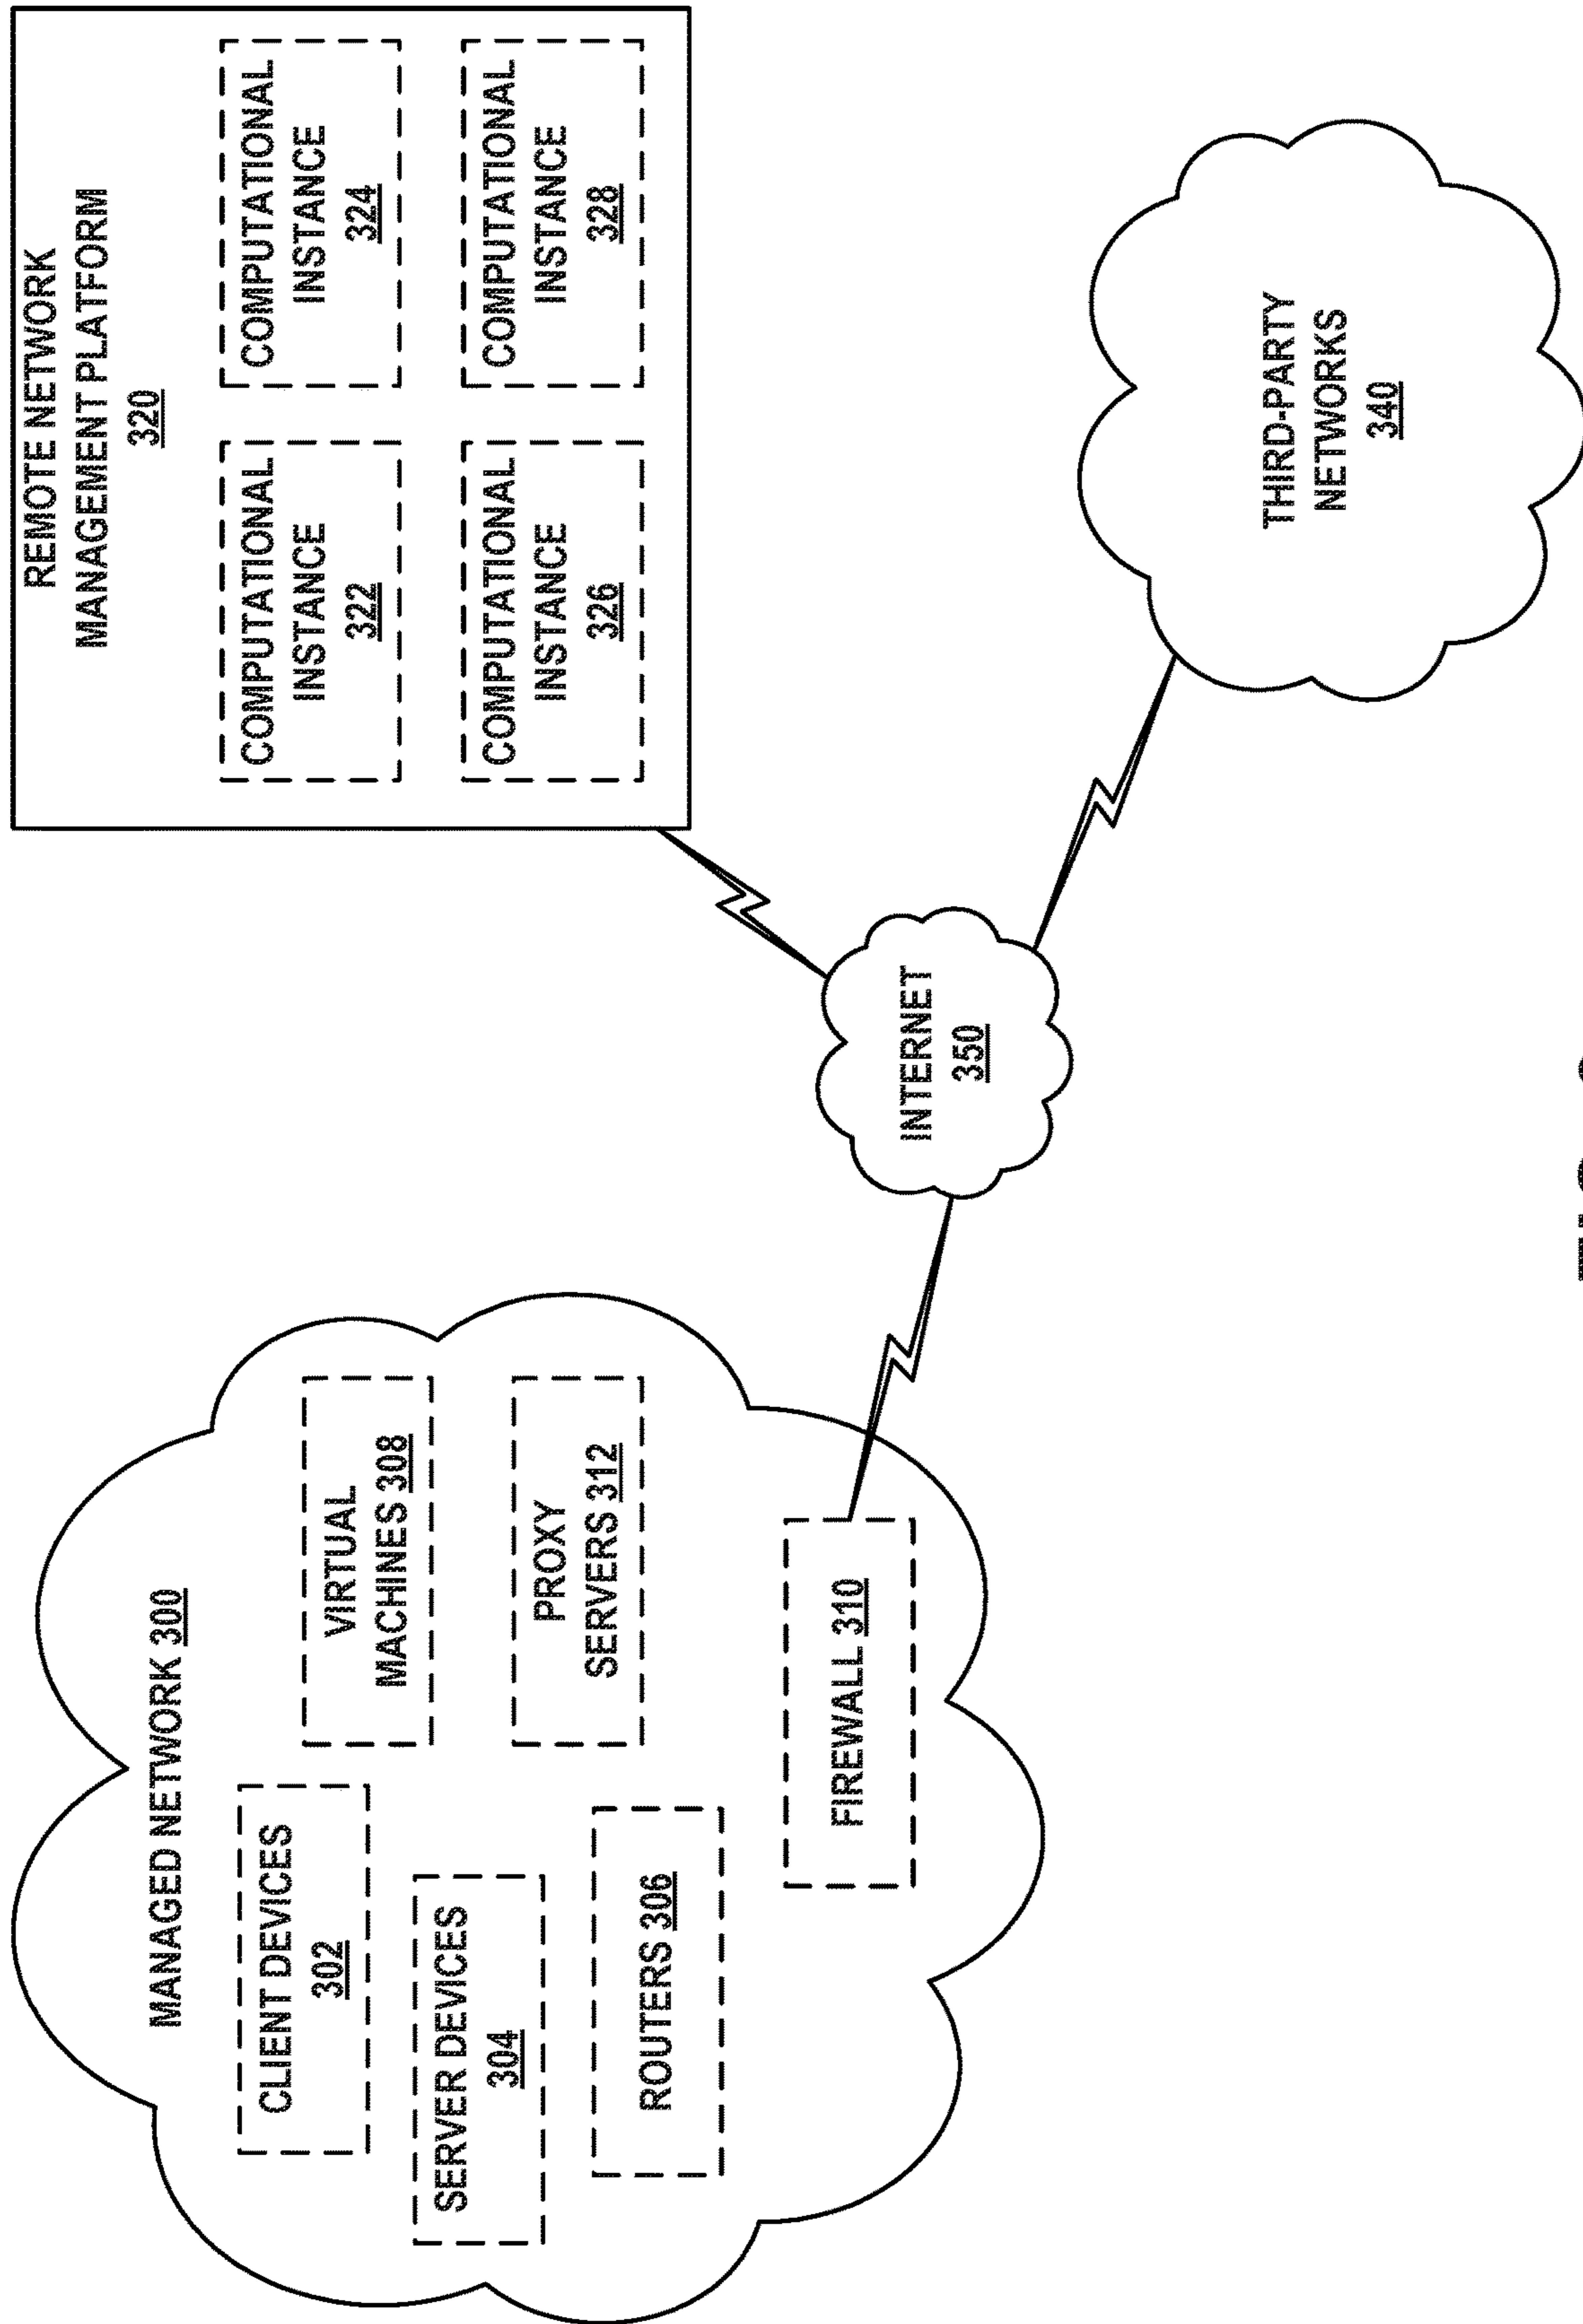 MANAGED NETWORK 300
CLIENT DEVICES
302
SERVER DEVICES
304
ROUTERS 306
VIRTUAL
MACHINES 308
PROXY
SERVERS 312
FIREWALL 310
INTERNET
350
REMOTE NETWORK
MANAGEMENT PLATFORM
320
COMPUTATIONAL
INSTANCE
322
COMPUTATIONAL
INSTANCE
324
COMPUTATIONAL
INSTANCE
326
COMPUTATIONAL
INSTANCE
328
THIRD-PARTY
NETWORKS
340